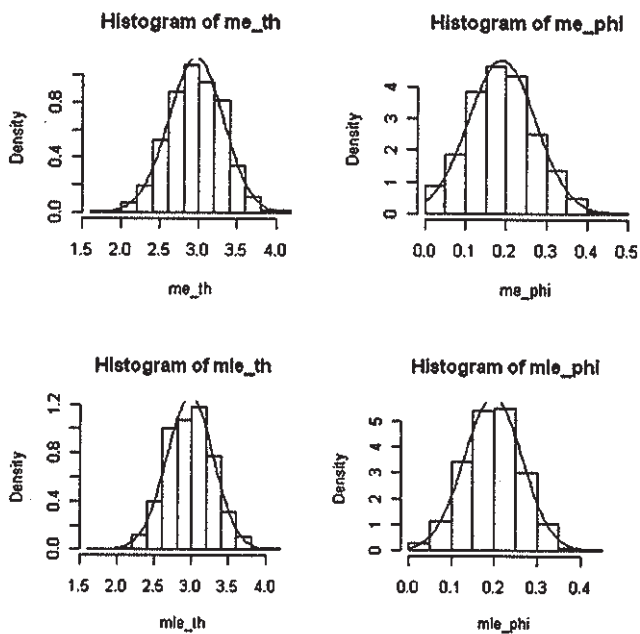 Histogram of me_th
Density
0.0 0.4 0.8
1.5 2.0 2.5 3.0 3.5 4.0
me_th
Histogram of me_phi
Density
0 1 2 3 4
0.0 0.1 0.2 0.3 0.4 0.5
me_phi
Histogram of mle_th
Density
0.0 0.4 0.8 1.2
1.5 2.0 2.5 3.0 3.5 4.0
mle_th
Histogram of mle_phi
Density
0 1 2 3 4 5
0.0 0.1 0.2 0.3 0.4
mle_phi